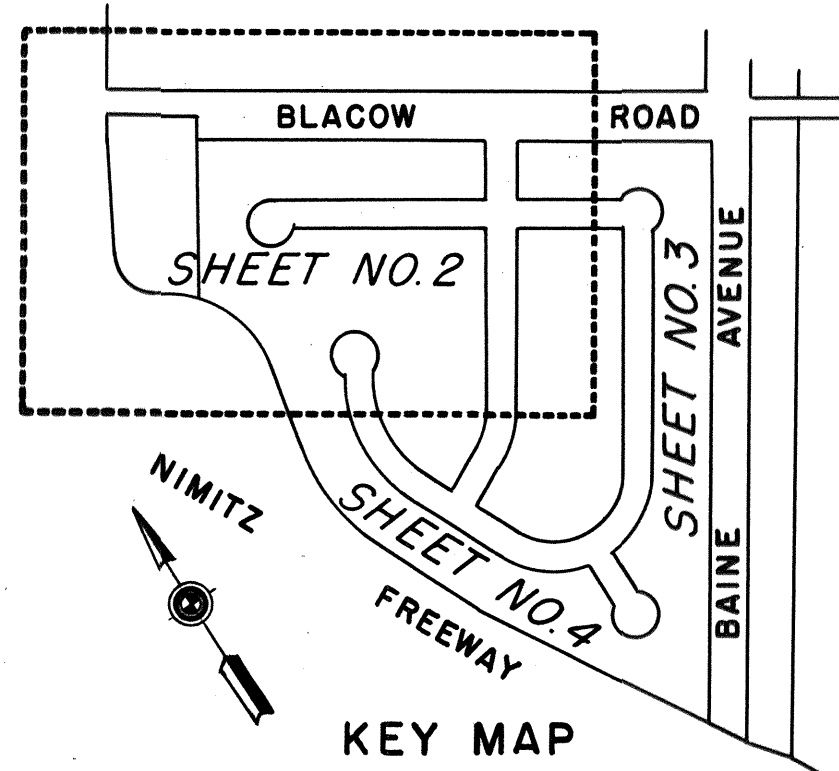 BLACOW ROAD
SHEET NO. 2
SHEET NO. 3
BAINE AVENUE
NIMITZ FREEWAY
SHEET NO. 4
KEY MAP